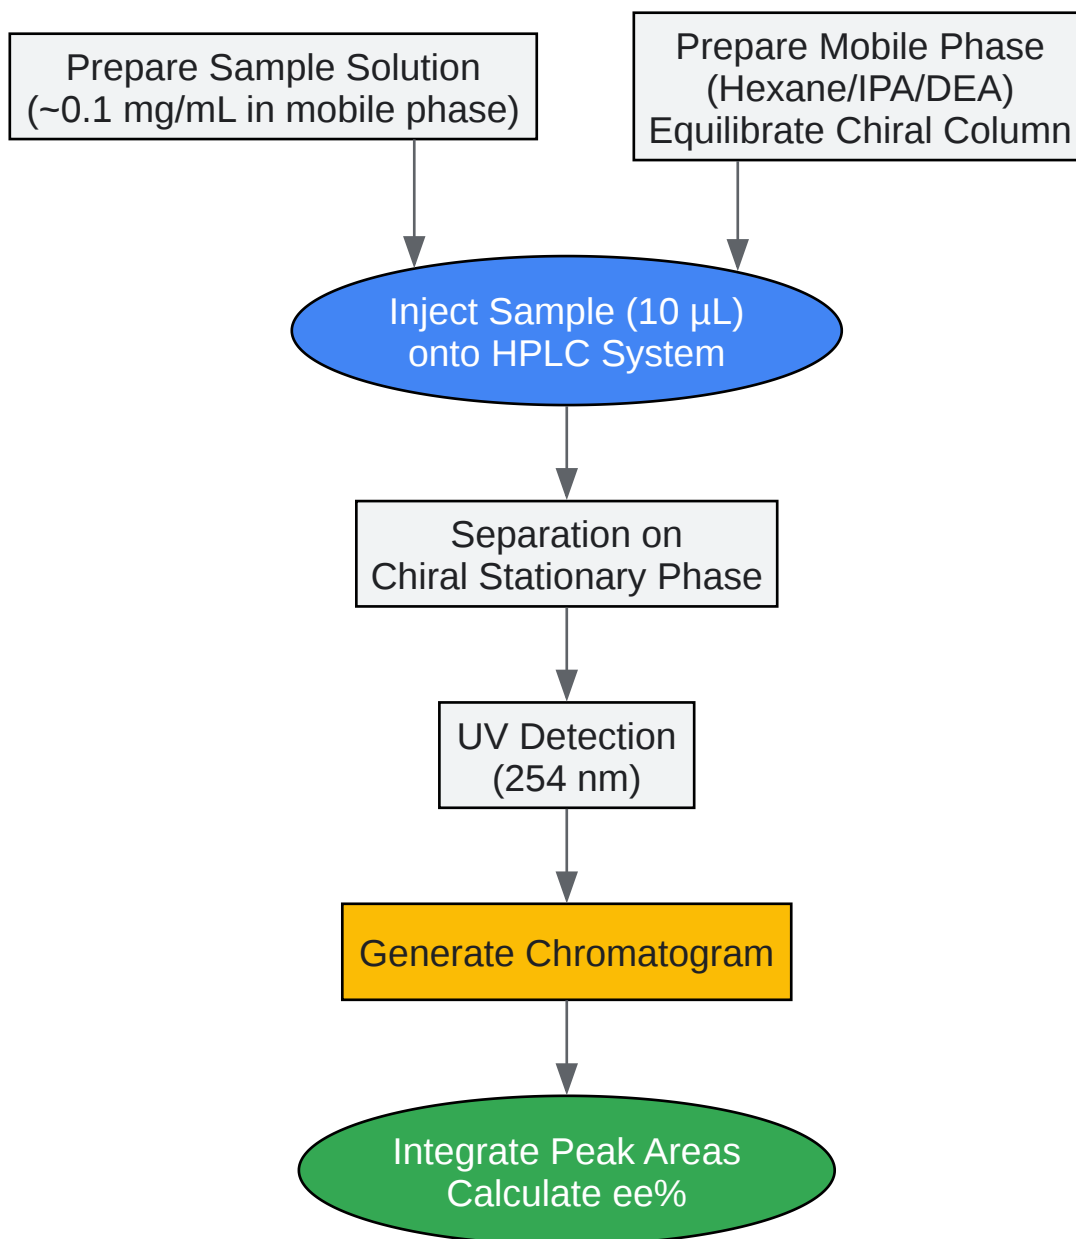 Prepare Sample Solution
(~0.1 mg/mL in mobile phase)
Prepare Mobile Phase
(Hexane/IPA/DEA)
Equilibrate Chiral Column
Inject Sample (10 µL)
onto HPLC System
Separation on
Chiral Stationary Phase
UV Detection
(254 nm)
Generate Chromatogram
Integrate Peak Areas
Calculate ee%